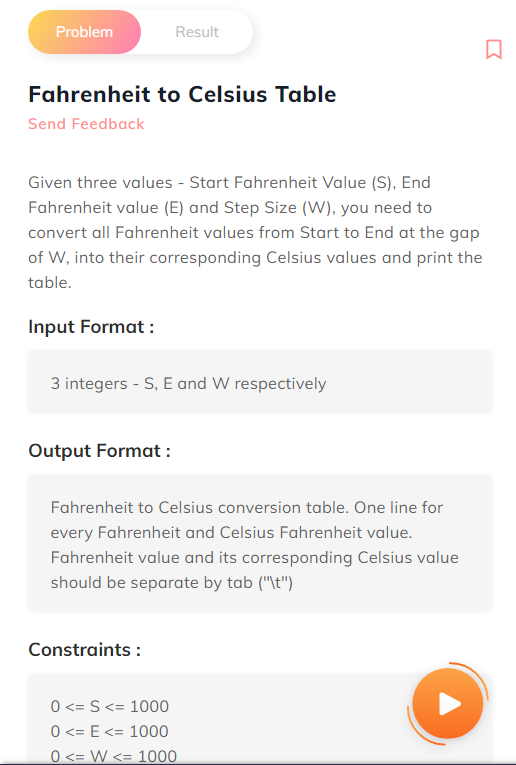 Problem
Result
Fahrenheit to Celsius Table
Send Feedback
Given three values - Start Fahrenheit Value (S), End
Fahrenheit value (E) and Step Size (W), you need to
convert all Fahrenheit values from Start to End at the gap
of W, into their corresponding Celsius values and print the
table.
Input Format :
3 integers - S, E and W respectively
Output Format :
Fahrenheit to Celsius conversion table. One line for
every Fahrenheit and Celsius Fahrenheit value.
Fahrenheit value and its corresponding Celsius value
should be separate by tab ("\t")
Constraints :
0 <= S <= 1000
0 <= E <= 1000
0 <= W <= 1000